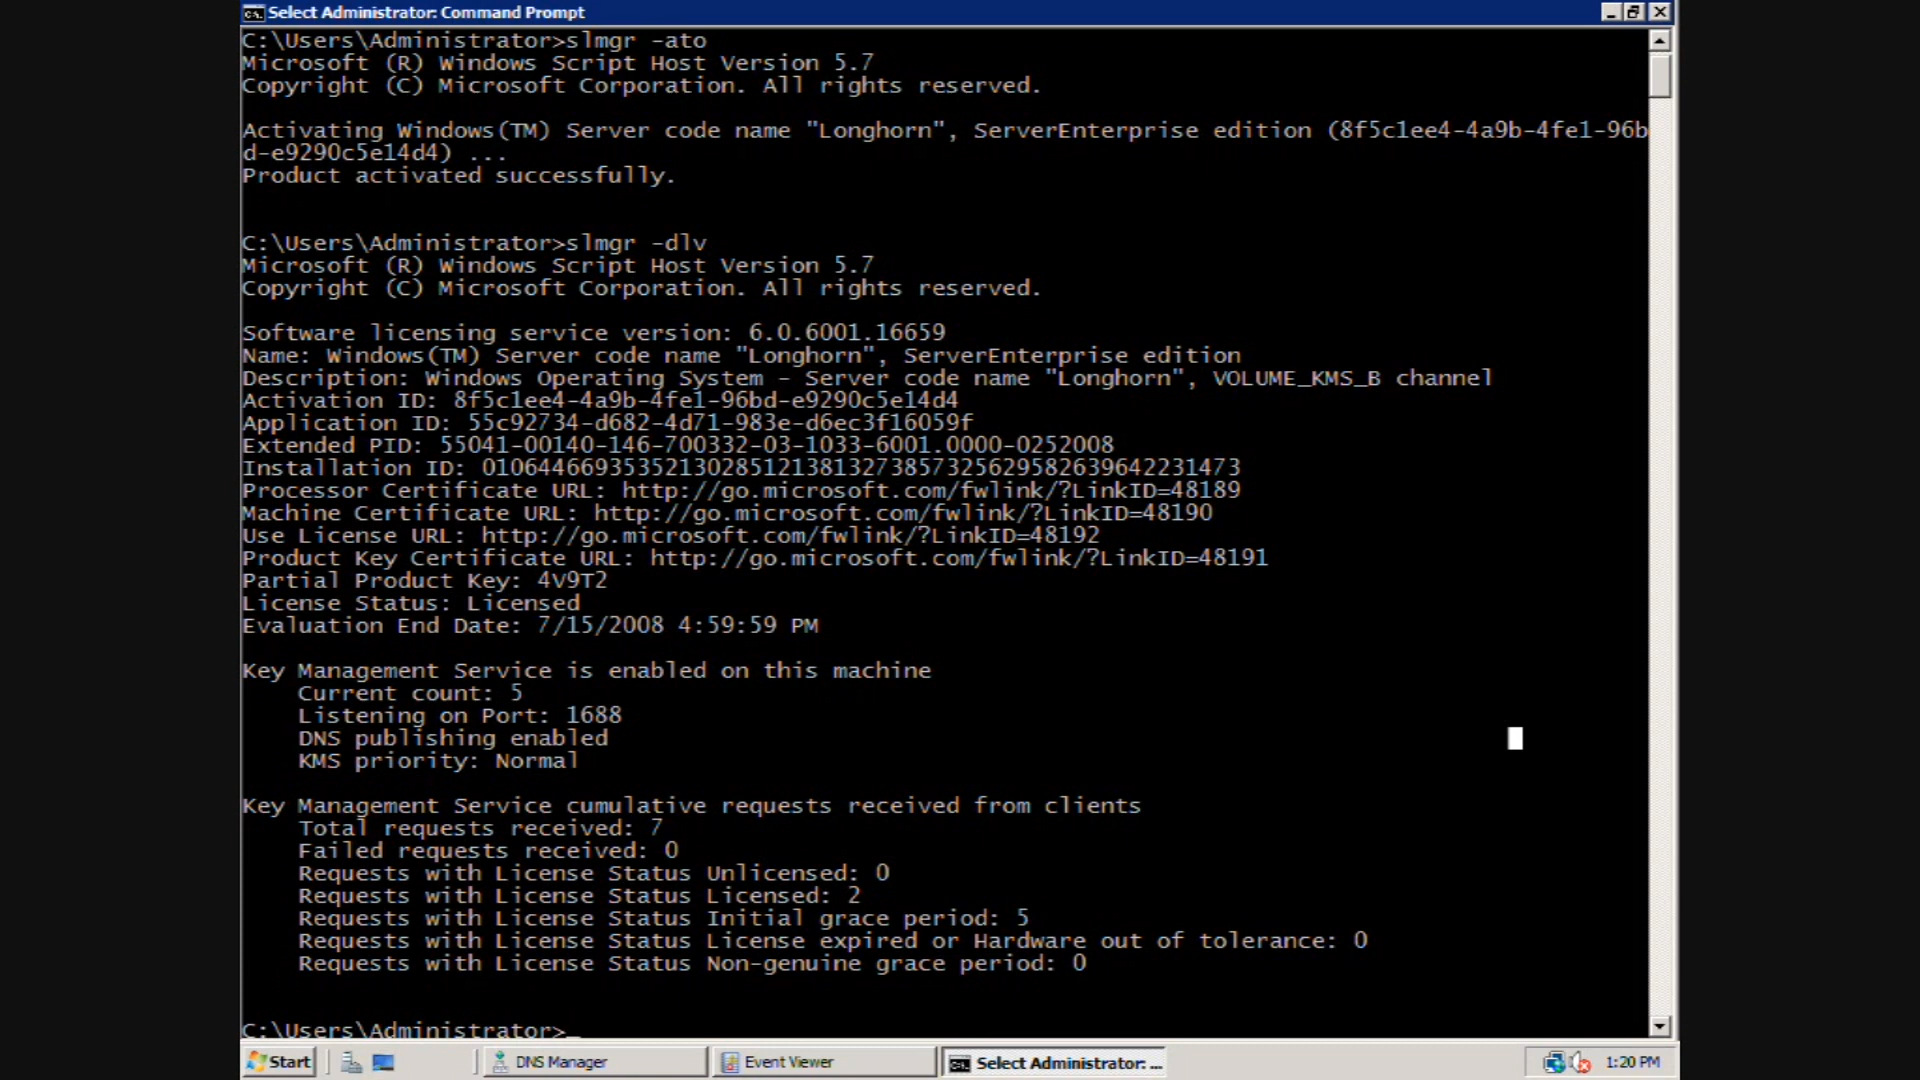 Select Administrator: Command Prompt
C:\Users\Administrator>slmgr -ato
Microsoft (R) Windows Script Host Version 5.7
Copyright (C) Microsoft Corporation. All rights reserved.
Activating Windows(TM) Server code name "Longhorn", ServerEnterprise edition (8f5c1ee4-4a9b-4fe1-96b
d-e9290c5e14d4) ...
Product activated successfully.
C:\Users\Administrator>slmgr -dlv
Microsoft (R) Windows Script Host Version 5.7
Copyright (C) Microsoft Corporation. All rights reserved.
Software licensing service version: 6.0.6001.16659
Name: Windows(TM) Server code name "Longhorn", ServerEnterprise edition
Description: Windows Operating System - Server code name "Longhorn", VOLUME_KMS_B channel
Activation ID: 8f5c1ee4-4a9b-4fe1-96bd-e9290c5e14d4
Application ID: 55c92734-d682-4d71-983e-d6ec3f16059f
Extended PID: 55041-00140-146-700332-03-1033-6001.0000-0252008
Installation ID: 010644669353521302851213813273857325629582639642231473
Processor Certificate URL: http://go.microsoft.com/fwlink/?LinkID=48189
Machine Certificate URL: http://go.microsoft.com/fwlink/?LinkID=48190
Use License URL: http://go.microsoft.com/fwlink/?LinkID=48192
Product Key Certificate URL: http://go.microsoft.com/fwlink/?LinkID=48191
Partial Product Key: 4V9T2
License Status: Licensed
Evaluation End Date: 7/15/2008 4:59:59 PM
Key Management Service is enabled on this machine
Current count: 5
Listening on Port: 1688
DNS publishing enabled
KMS priority: Normal
Key Management Service cumulative requests received from clients
Total requests received: 7
Failed requests received: 0
Requests with License Status Unlicensed: 0
Requests with License Status Licensed: 2
Requests with License Status Initial grace period: 5
Requests with License Status License expired or Hardware out of tolerance: 0
Requests with License Status Non-genuine grace period: 0
C:\Users\Administrator>_
Start DNS Manager Event Viewer Select Administrator: ... 1:20 PM